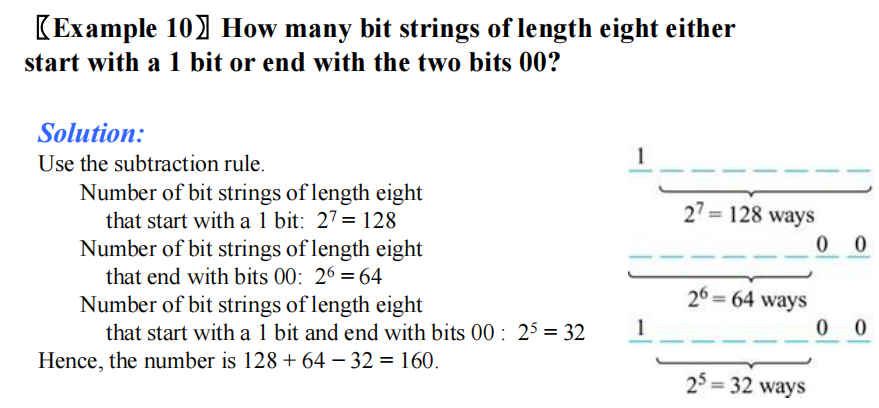 〖Example 10〗 How many bit strings of length eight either
start with a 1 bit or end with the two bits 00?
Solution:
Use the subtraction rule.
Number of bit strings of length eight
that start with a 1 bit: 2⁷ = 128
Number of bit strings of length eight
that end with bits 00: 2⁶ = 64
Number of bit strings of length eight
that start with a 1 bit and end with bits 00 : 2⁵ = 32
Hence, the number is 128 + 64 − 32 = 160.
1
2⁷ = 128 ways
0 0
2⁶ = 64 ways
1 0 0
2⁵ = 32 ways